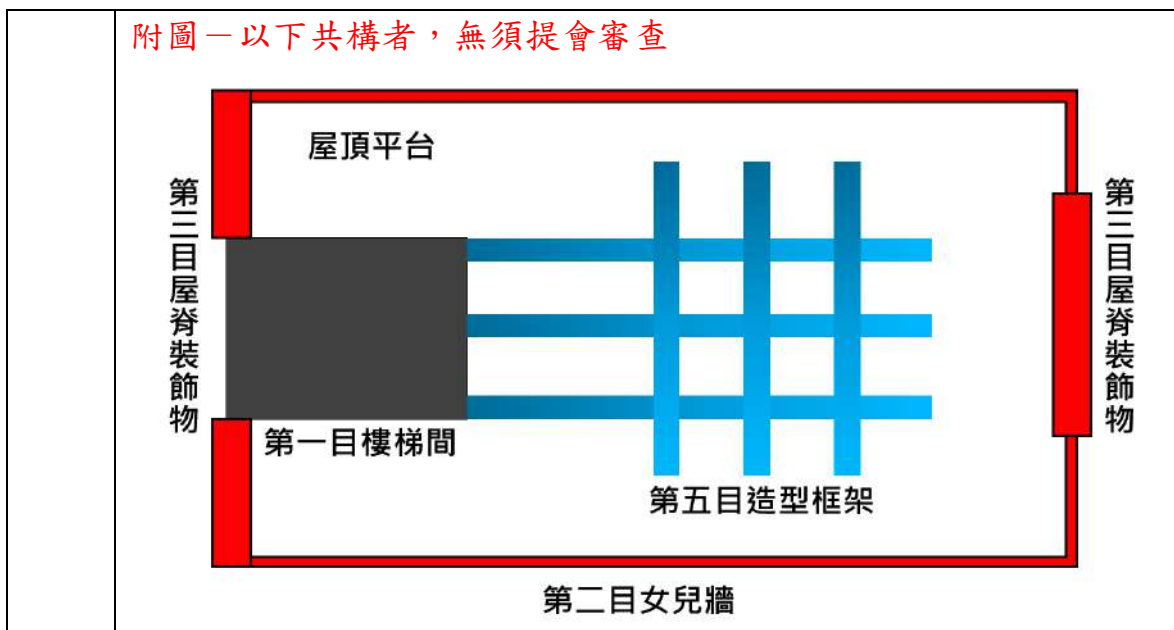 附圖－以下共構者，無須提會審查
屋頂平台
第三目屋脊裝飾物
第三目屋脊裝飾物
第一目樓梯間
第五目造型框架
第二目女兒牆